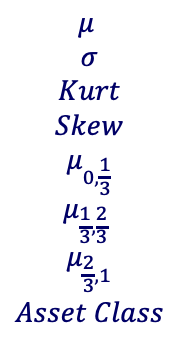 μ
σ
Kurt
Skew
μ0,1/3
μ1/3,2/3
μ2/3,1
Asset Class